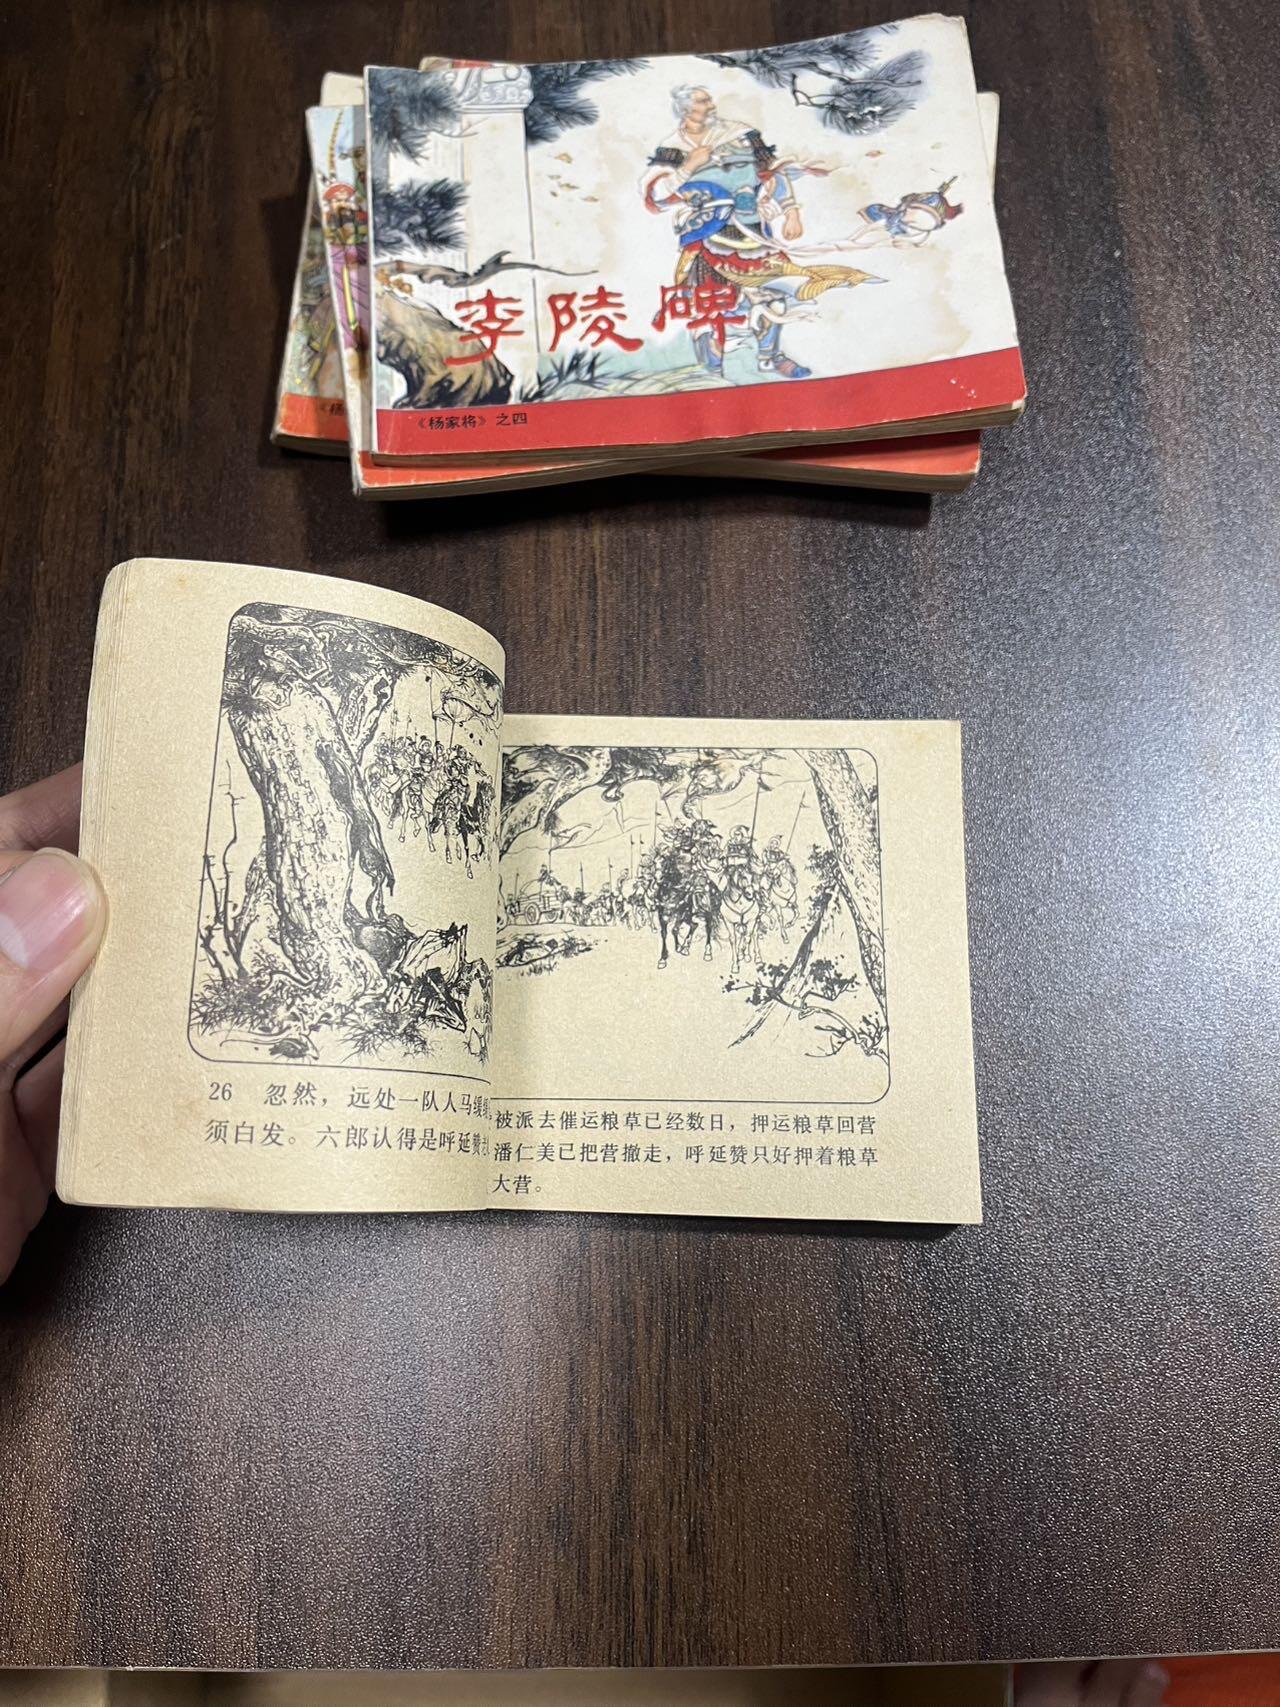 李陵碑
《杨家将》之四
《杨
26 忽然，远处一队人马缓缓
须白发。六郎认得是呼延赞
被派去催运粮草已经数日，押运粮草回营
潘仁美已把营撤走，呼延赞只好押着粮草
大营。